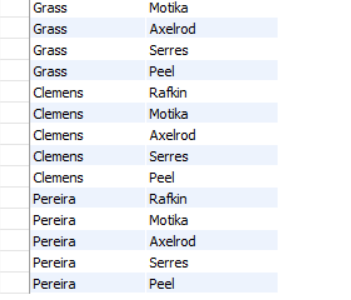 Grass Motika
Grass Axelrod
Grass Serres
Grass Peel
Clemens Rafkin
Clemens Motika
Clemens Axelrod
Clemens Serres
Clemens Peel
Pereira Rafkin
Pereira Motika
Pereira Axelrod
Pereira Serres
Pereira Peel